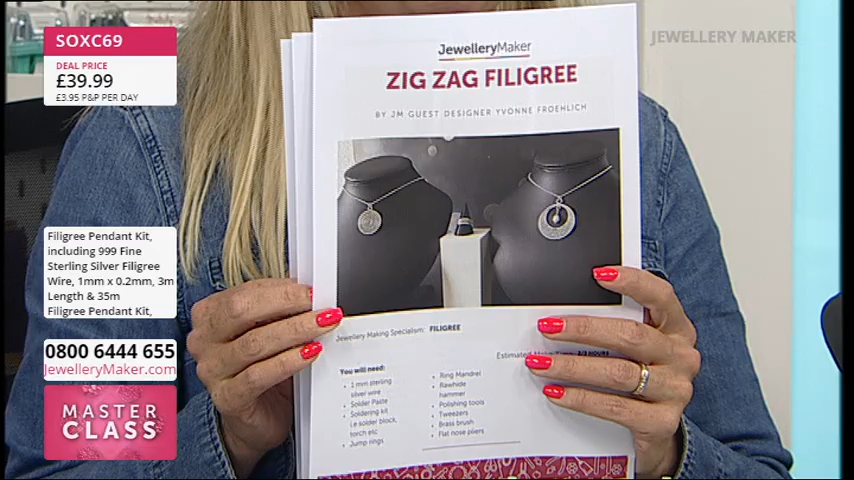 SOXC69
DEAL PRICE
£39.99
£3.95 P&P PER DAY
Filigree Pendant Kit,
including 999 Fine
Sterling Silver Filigree
Wire, 1mm x 0.2mm, 3m
Length & 35m
Filigree Pendant Kit,
0800 6444 655
JewelleryMaker.com
MASTER
CLASS
JEWELLERY MAKER
JewelleryMaker
ZIG ZAG FILIGREE
BY JM GUEST DESIGNER YVONNE FROEHLICH
Jewellery Making Specialism: FILIGREE
Estimated 2/3 HOURS
You will need:
• 1 mm sterling
silver wire
• Solder Paste
• Soldering kit
i.e solder block,
torch etc
• Jump rings
• Ring Mandrel
• Rawhide
hammer
• Polishing tools
• Tweezers
• Brass brush
• Flat nose pliers